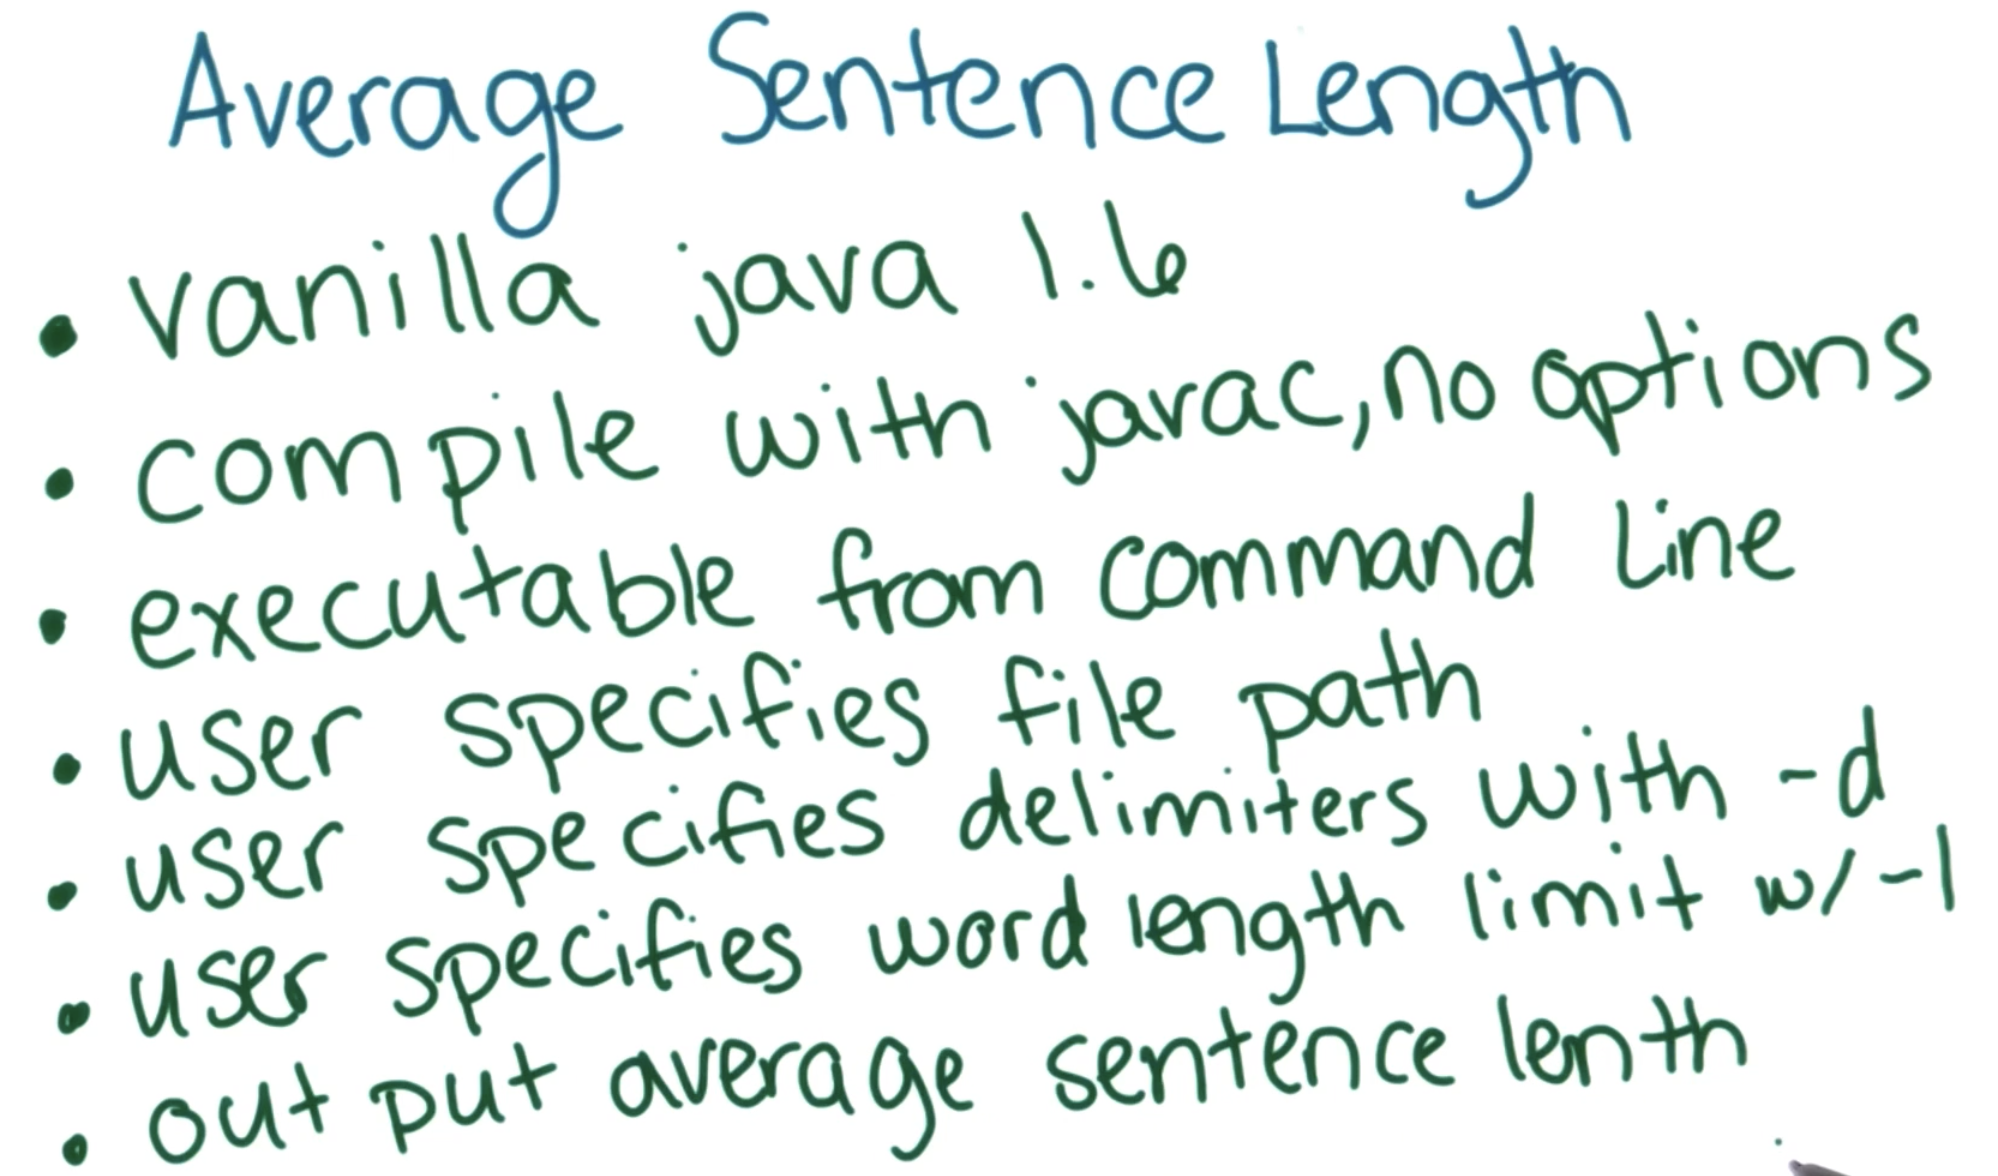 Average Sentence Length
• vanilla java 1.6
• compile with javac, no options
• executable from command line
• user specifies file path
• user specifies delimiters with -d
• user specifies word length limit w/ -l
• out put average sentence lenth